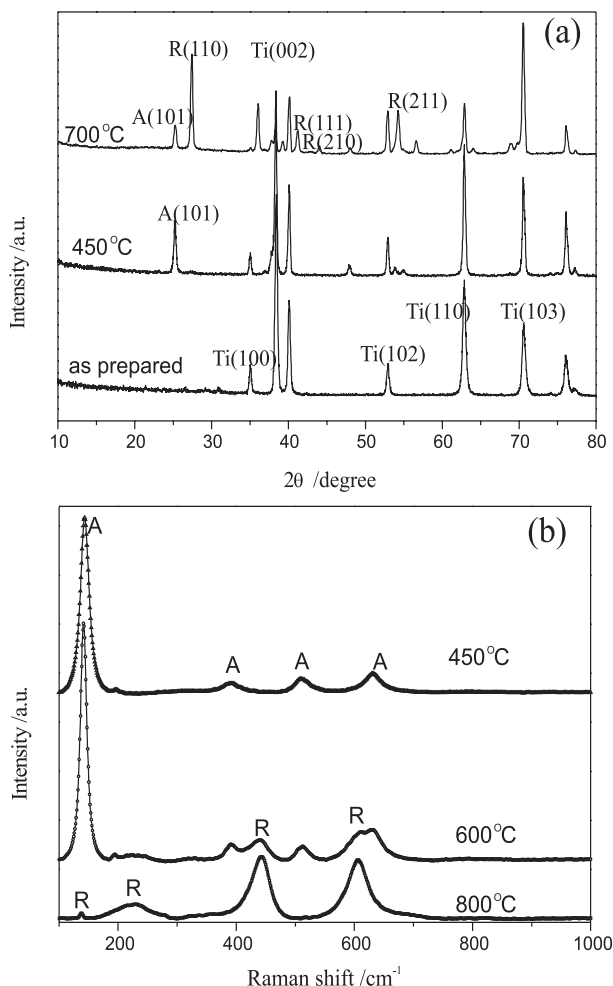 (a)
R(110)
Ti(002)
A(101)
R(111)
R(211)
R(210)
700°C
A(101)
450°C
Ti(110)
Ti(103)
Ti(100)
Ti(102)
as prepared
Intensity /a.u.
10 20 30 40 50 60 70 80
2θ /degree
(b)
A
A A A
450°C
R R
600°C
R R
800°C
Intensity /a.u.
200 400 600 800 1000
Raman shift /cm⁻¹